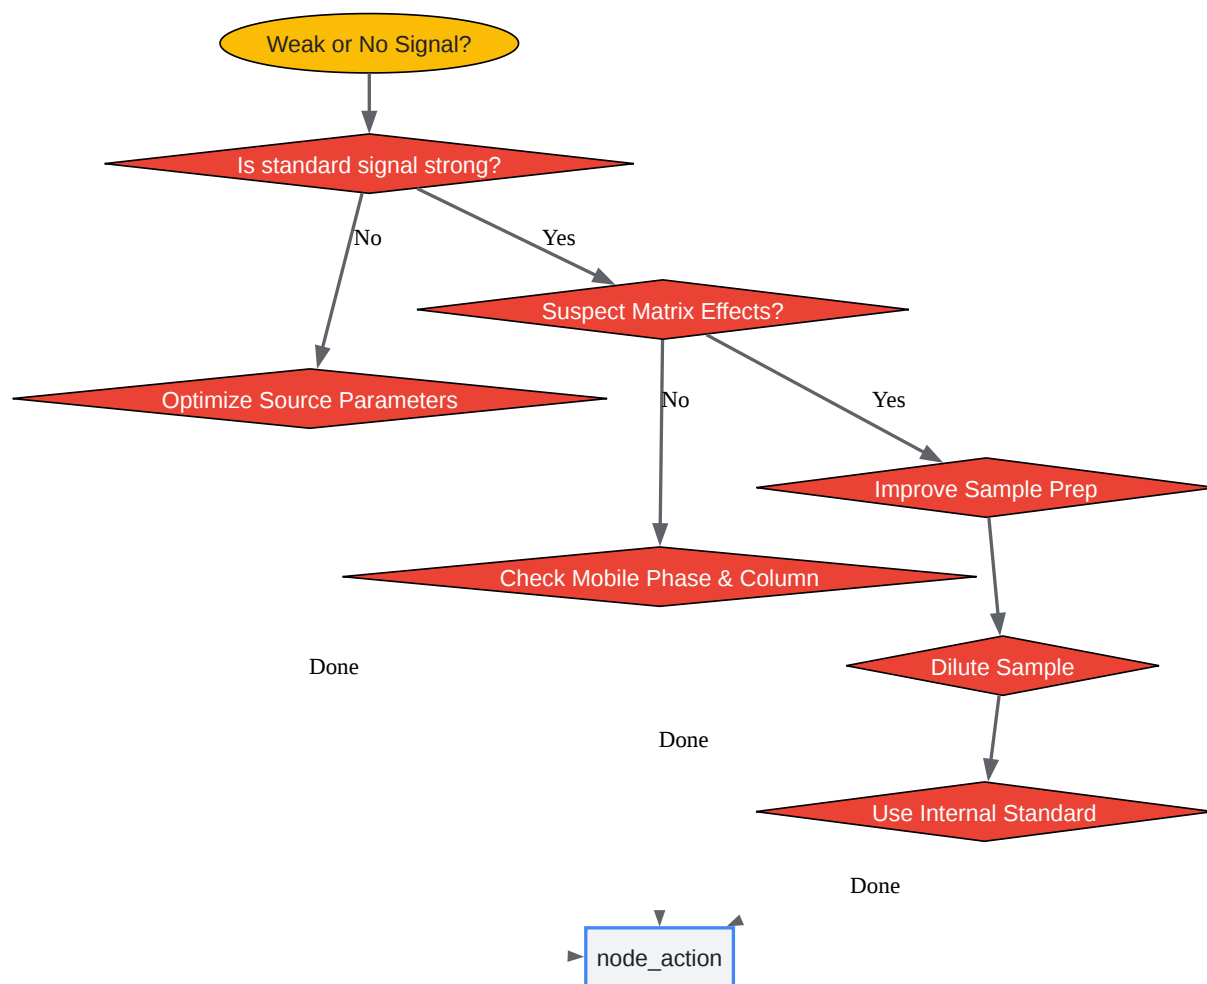 Weak or No Signal?
Is standard signal strong?
No
Yes
Suspect Matrix Effects?
Optimize Source Parameters
No
Yes
Improve Sample Prep
Check Mobile Phase & Column
Done
Dilute Sample
Done
Use Internal Standard
Done
node_action